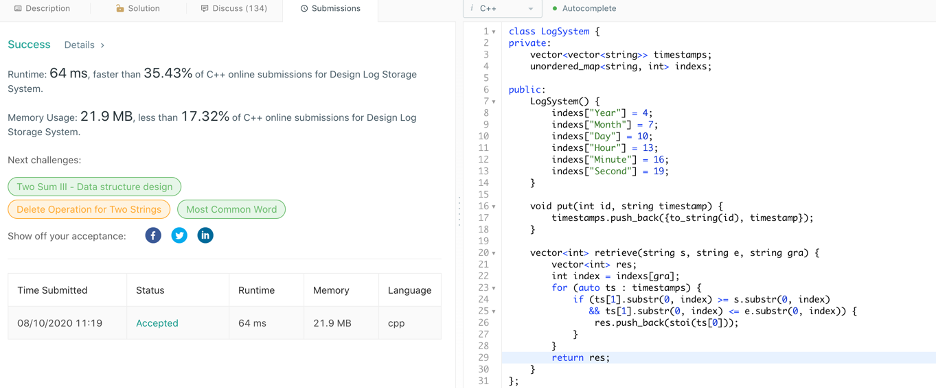 Description Solution Discuss (134) Submissions
Success Details >
Runtime: 64 ms, faster than 35.43% of C++ online submissions for Design Log Storage
System.
Memory Usage: 21.9 MB, less than 17.32% of C++ online submissions for Design Log
Storage System.
Next challenges:
Two Sum III - Data structure design
Delete Operation for Two Strings Most Common Word
Show off your acceptance:
Time Submitted Status Runtime Memory Language
08/10/2020 11:19 Accepted 64 ms 21.9 MB cpp
i C++ Autocomplete
1 class LogSystem {
2 private:
3 vector<vector<string>> timestamps;
4 unordered_map<string, int> indexs;
5
6 public:
7 LogSystem() {
8 indexs["Year"] = 4;
9 indexs["Month"] = 7;
10 indexs["Day"] = 10;
11 indexs["Hour"] = 13;
12 indexs["Minute"] = 16;
13 indexs["Second"] = 19;
14 }
15
16 void put(int id, string timestamp) {
17 timestamps.push_back({to_string(id), timestamp});
18 }
19
20 vector<int> retrieve(string s, string e, string gra) {
21 vector<int> res;
22 int index = indexs[gra];
23 for (auto ts : timestamps) {
24 if (ts[1].substr(0, index) >= s.substr(0, index)
25 && ts[1].substr(0, index) <= e.substr(0, index)) {
26 res.push_back(stoi(ts[0]));
27 }
28 }
29 return res;
30 }
31 };